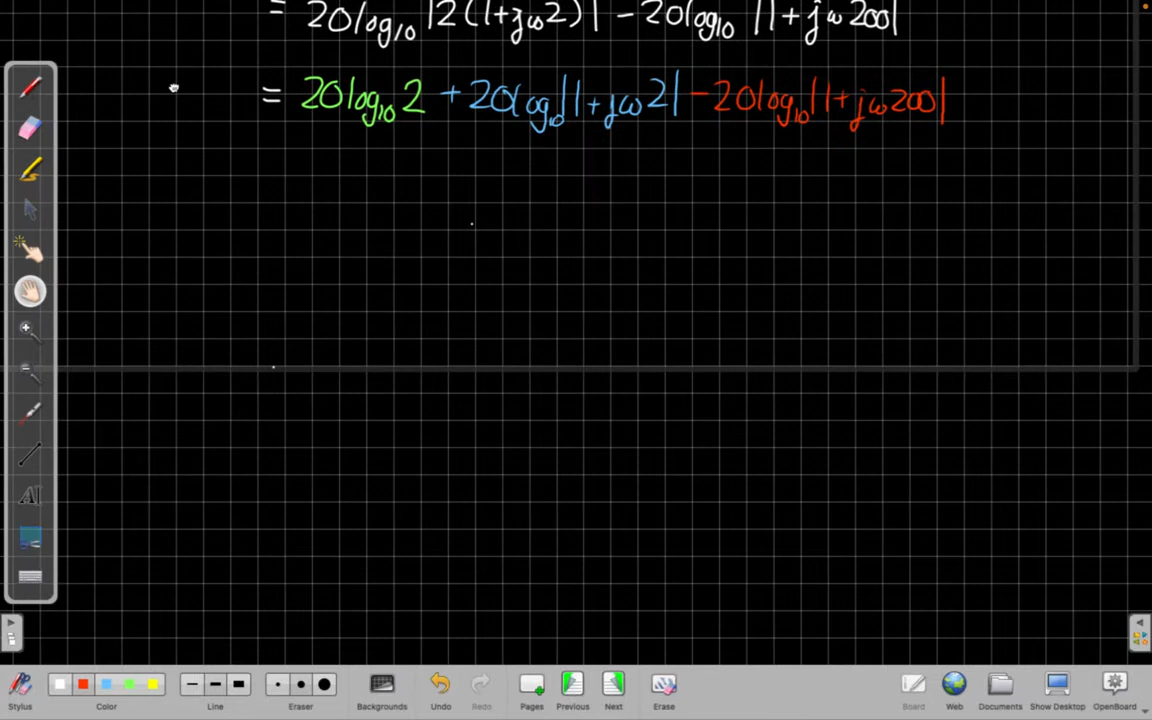 = 20log10 |2(1+jω2)| - 20log10 |1+jω200|
= 20log10 2 + 20log10|1+jω2| - 20log10|1+jω200|
AI
Stylus Color Line Eraser Backgrounds Undo Redo Pages Previous Next Erase Board Web Documents Show Desktop OpenBoard